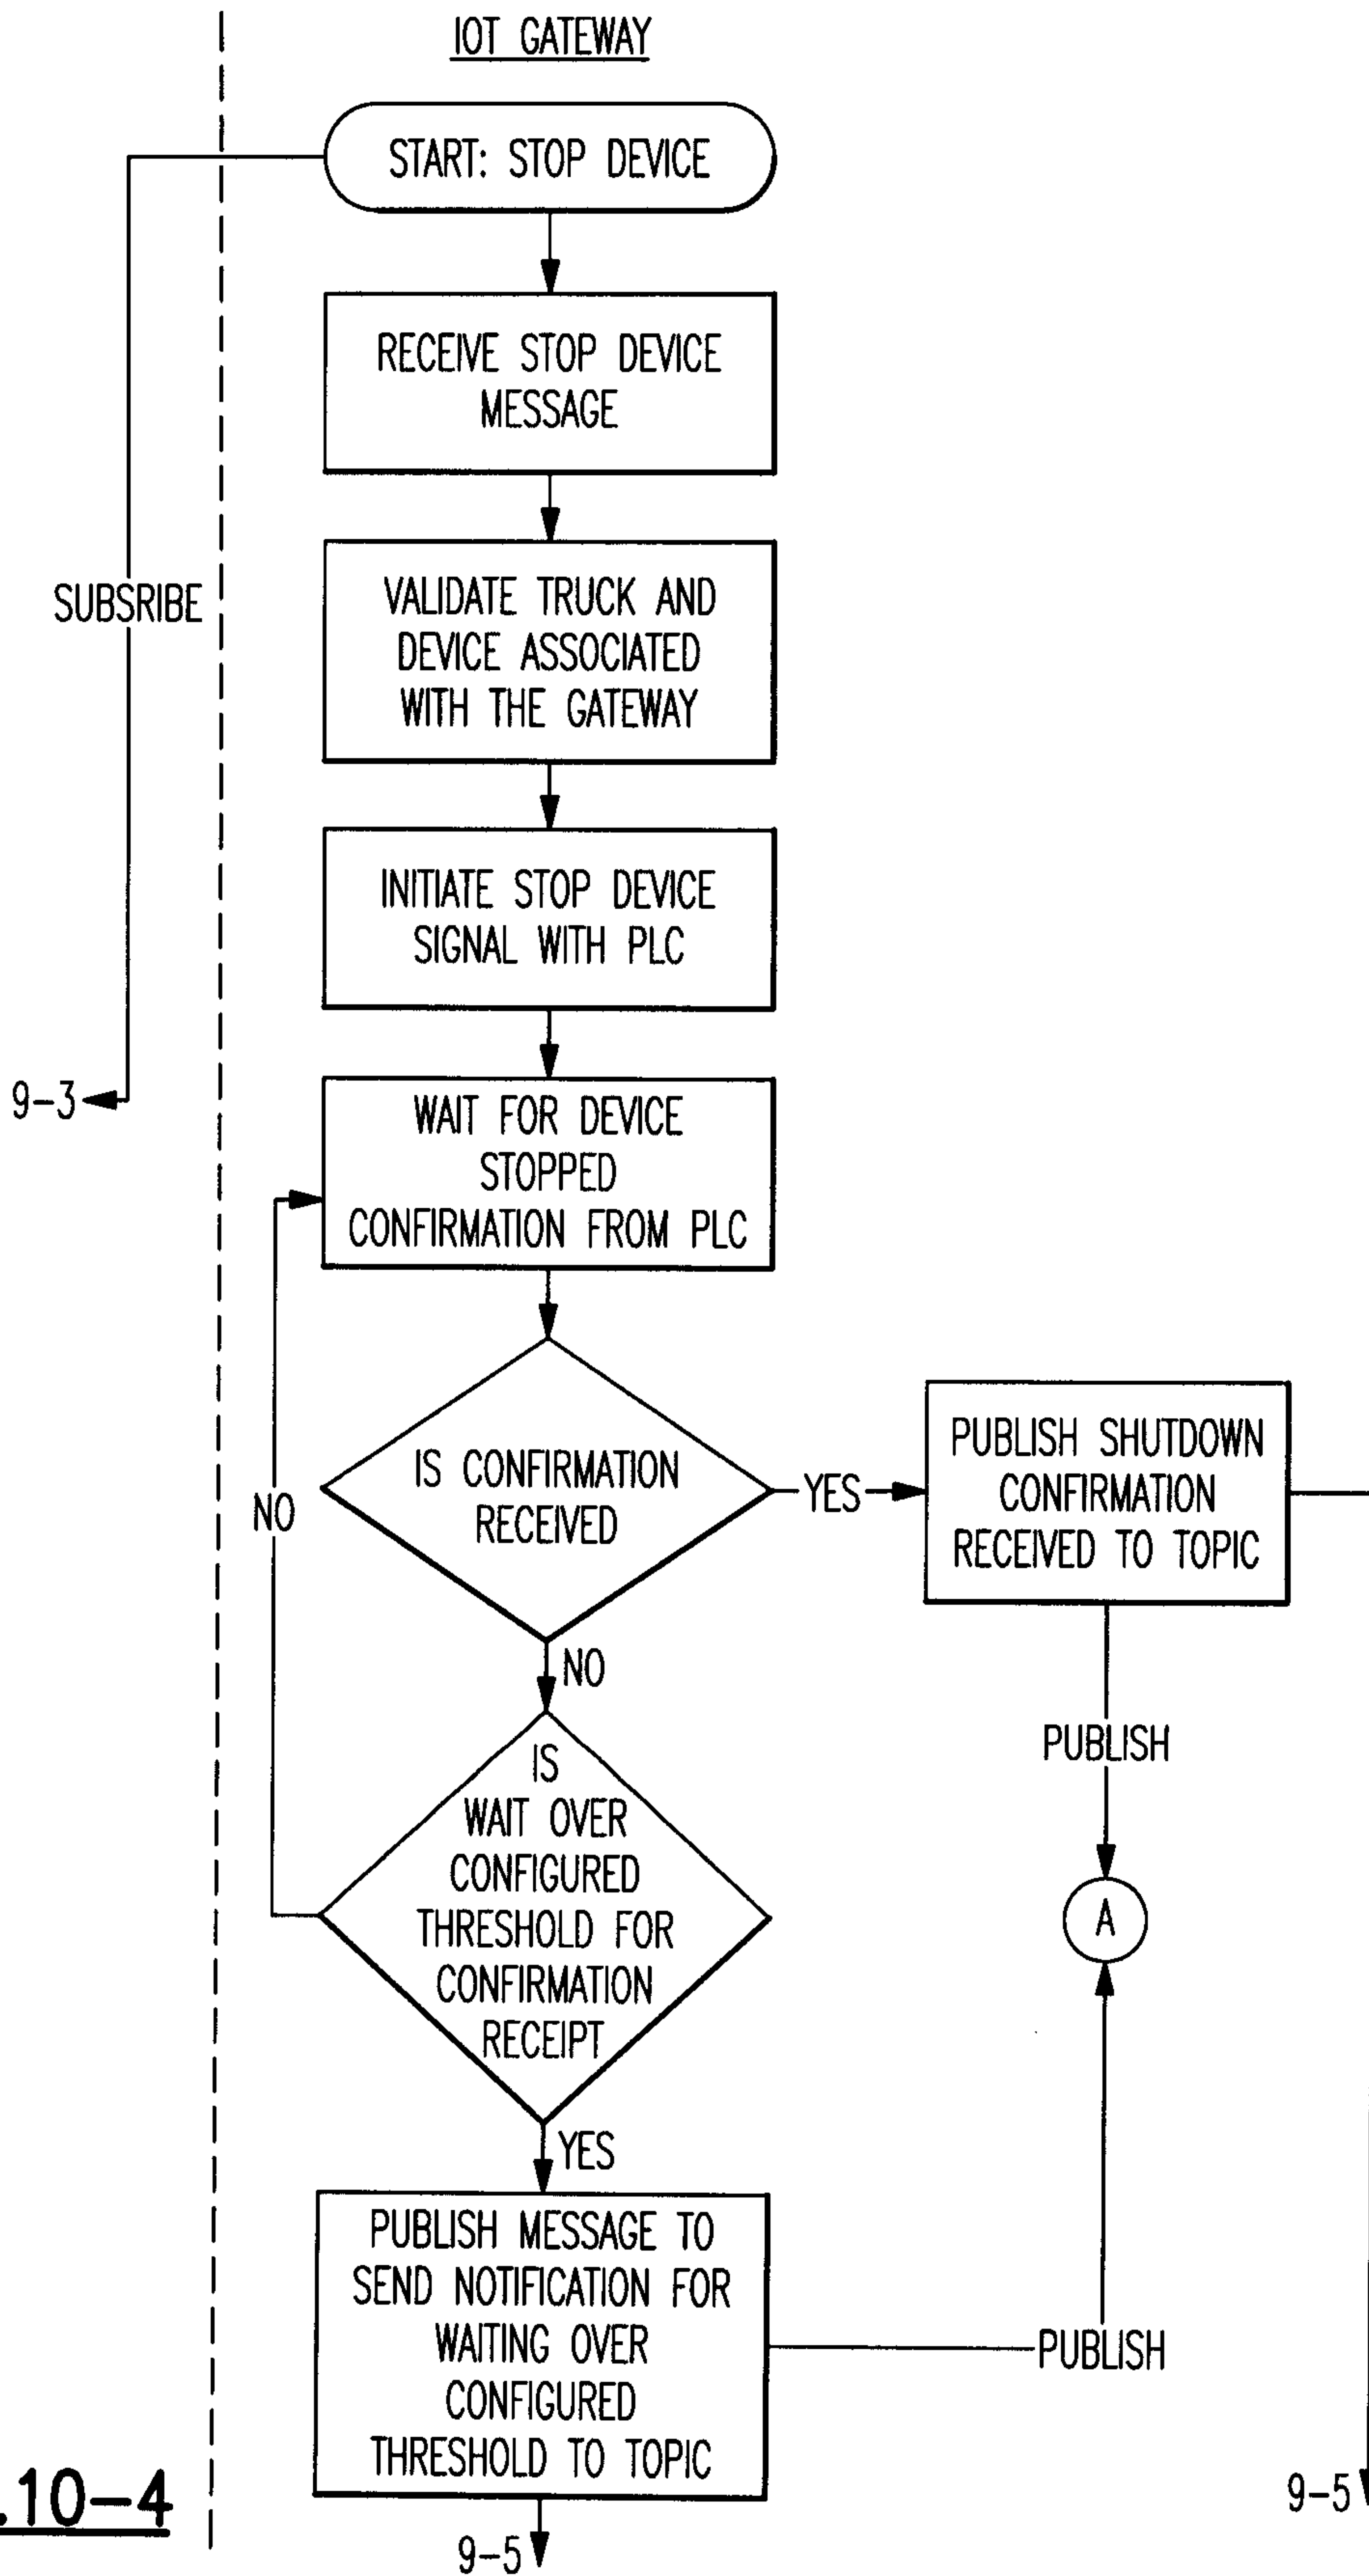 IOT GATEWAY
START: STOP DEVICE
RECEIVE STOP DEVICE
MESSAGE
SUBSRIBE
VALIDATE TRUCK AND
DEVICE ASSOCIATED
WITH THE GATEWAY
INITIATE STOP DEVICE
SIGNAL WITH PLC
9-3
WAIT FOR DEVICE
STOPPED
CONFIRMATION FROM PLC
IS CONFIRMATION
RECEIVED
YES
PUBLISH SHUTDOWN
CONFIRMATION
RECEIVED TO TOPIC
NO
NO
PUBLISH
IS
WAIT OVER
CONFIGURED
THRESHOLD FOR
CONFIRMATION
RECEIPT
A
YES
PUBLISH MESSAGE TO
SEND NOTIFICATION FOR
WAITING OVER
CONFIGURED
THRESHOLD TO TOPIC
PUBLISH
.10-4
9-5
9-5